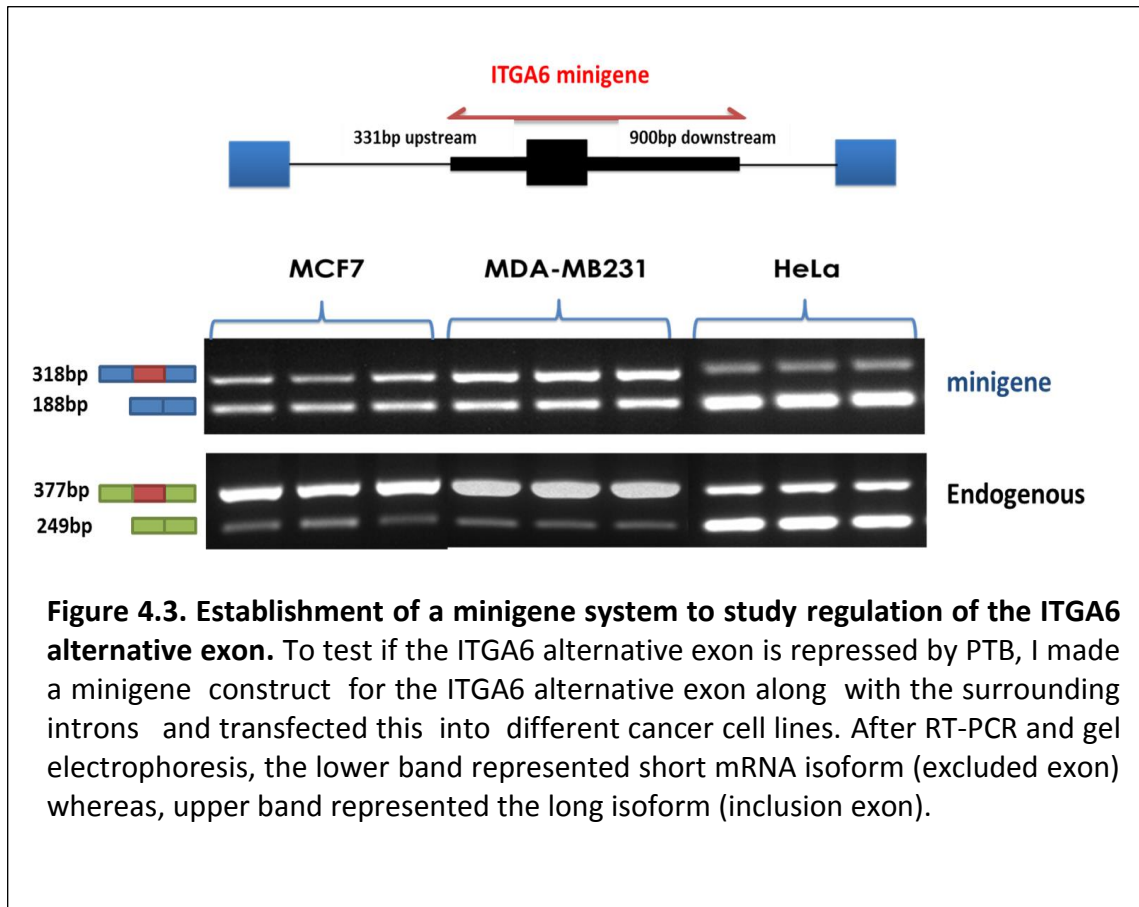 ITGA6 minigene
331bp upstream
900bp downstream
MCF7
MDA-MB231
HeLa
318bp
188bp
minigene
377bp
249bp
Endogenous
Figure 4.3. Establishment of a minigene system to study regulation of the ITGA6
alternative exon. To test if the ITGA6 alternative exon is repressed by PTB, I made
a minigene construct for the ITGA6 alternative exon along with the surrounding
introns and transfected this into different cancer cell lines. After RT-PCR and gel
electrophoresis, the lower band represented short mRNA isoform (excluded exon)
whereas, upper band represented the long isoform (inclusion exon).